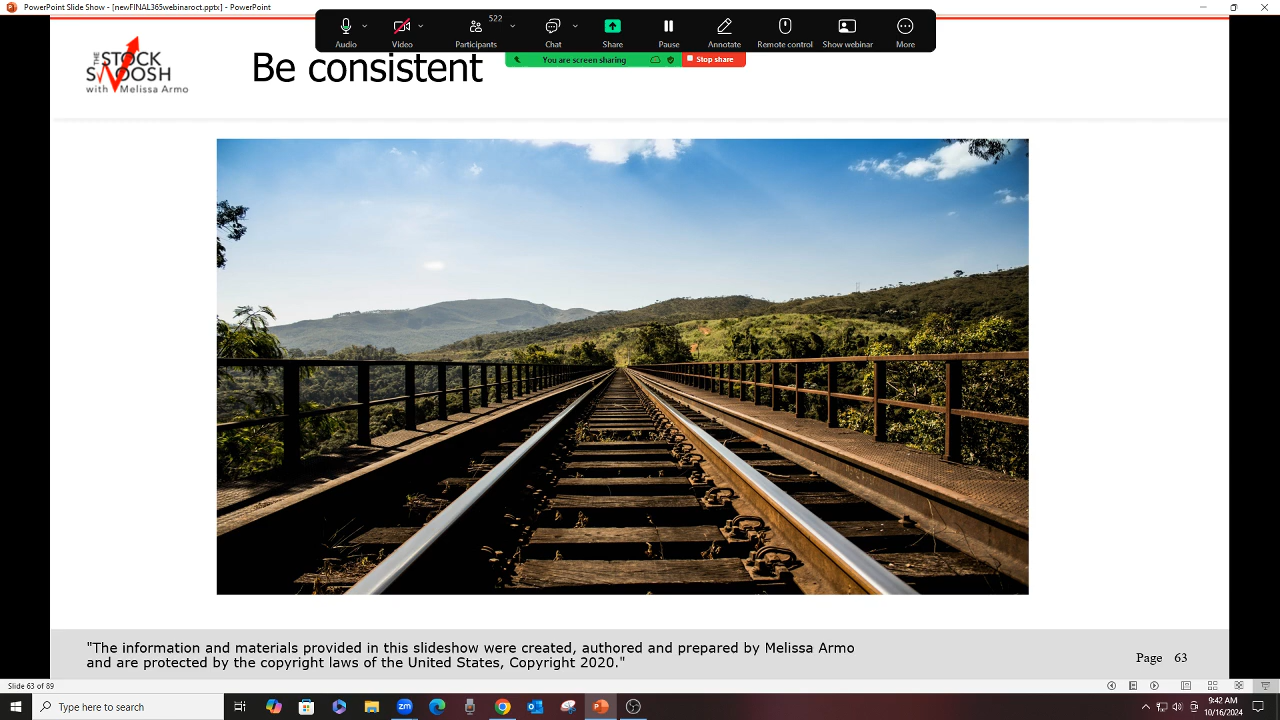 PowerPoint Slide Show - [newFINAL365webinaroct.pptx] - PowerPoint
522
Audio Video Participants Chat Share Pause Annotate Remote control Show webinar More
You are screen sharing Stop share
THE STOCK SWOOSH
with Melissa Armo
Be consistent
"The information and materials provided in this slideshow were created, authored and prepared by Melissa Armo
and are protected by the copyright laws of the United States, Copyright 2020."
Page 63
Slide 63 of 89
Type here to search
zm
9:42 AM
10/16/2024